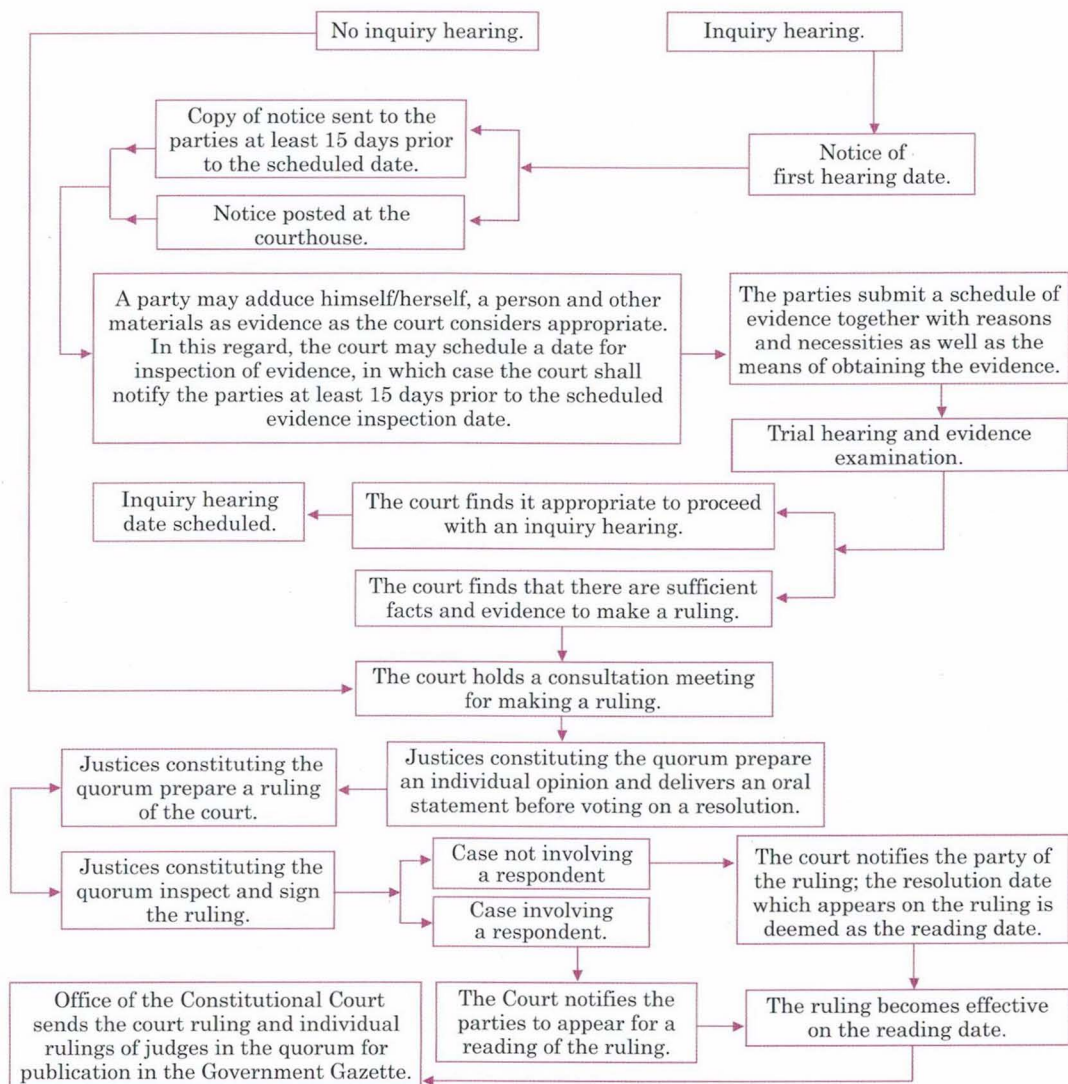 No inquiry hearing.
Inquiry hearing.
Copy of notice sent to the
parties at least 15 days prior
to the scheduled date.
Notice of
first hearing date.
Notice posted at the
courthouse.
A party may adduce himself/herself, a person and other
materials as evidence as the court considers appropriate.
In this regard, the court may schedule a date for
inspection of evidence, in which case the court shall
notify the parties at least 15 days prior to the scheduled
evidence inspection date.
The parties submit a schedule of
evidence together with reasons
and necessities as well as the
means of obtaining the evidence.
Trial hearing and evidence
examination.
Inquiry hearing
date scheduled.
The court finds it appropriate to proceed
with an inquiry hearing.
The court finds that there are sufficient
facts and evidence to make a ruling.
The court holds a consultation meeting
for making a ruling.
Justices constituting the quorum prepare
an individual opinion and delivers an oral
statement before voting on a resolution.
Justices constituting the
quorum prepare a ruling
of the court.
Justices constituting the
quorum inspect and sign
the ruling.
Case not involving
a respondent
Case involving
a respondent.
The court notifies the party of
the ruling; the resolution date
which appears on the ruling is
deemed as the reading date.
The Court notifies the
parties to appear for a
reading of the ruling.
The ruling becomes effective
on the reading date.
Office of the Constitutional Court
sends the court ruling and individual
rulings of judges in the quorum for
publication in the Government Gazette.